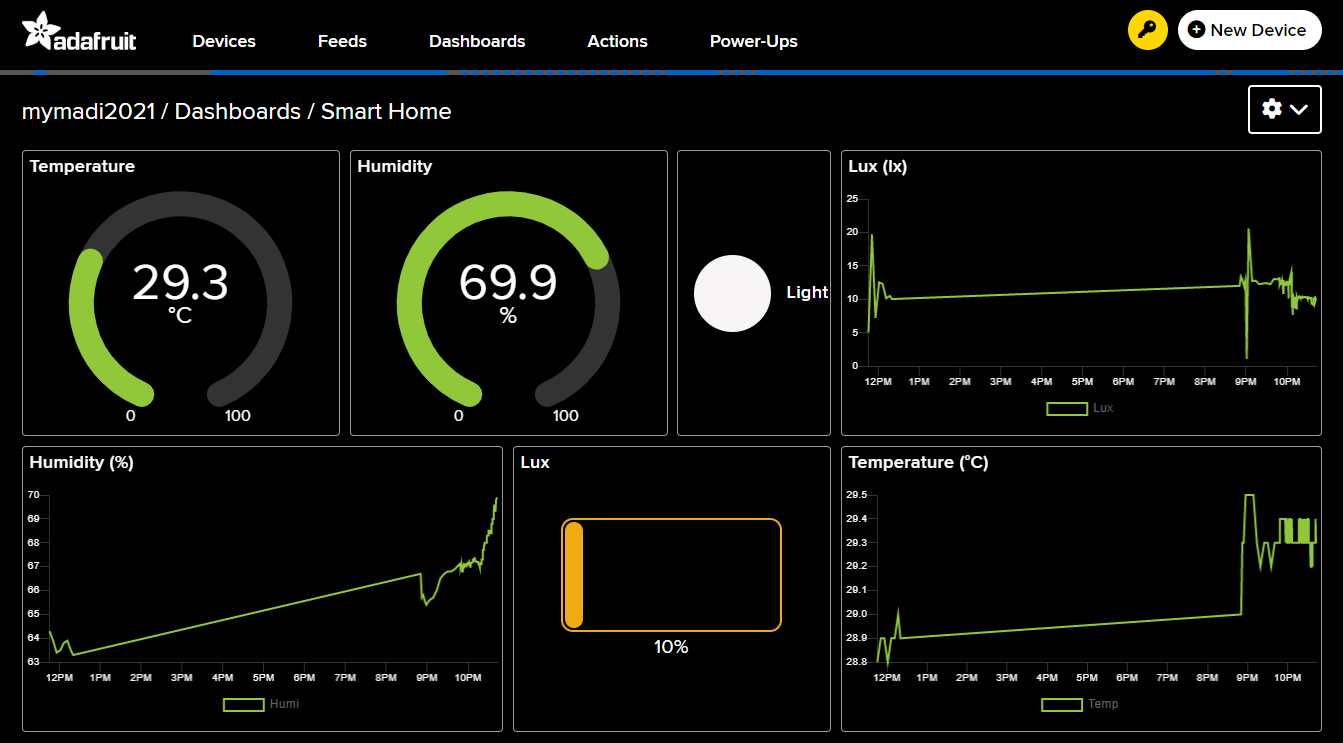 adafruit
Devices Feeds Dashboards Actions Power-Ups
New Device
mymadi2021 / Dashboards / Smart Home
Temperature
29.3
°C
0 100
Humidity
69.9
%
0 100
Light
Lux (lx)
25
20
15
10
5
0
12PM 1PM 2PM 3PM 4PM 5PM 6PM 7PM 8PM 9PM 10PM
Lux
Humidity (%)
70
69
68
67
66
65
64
63
12PM 1PM 2PM 3PM 4PM 5PM 6PM 7PM 8PM 9PM 10PM
Humi
Lux
10%
Temperature (°C)
29.5
29.4
29.3
29.2
29.1
29.0
28.9
28.8
12PM 1PM 2PM 3PM 4PM 5PM 6PM 7PM 8PM 9PM 10PM
Temp